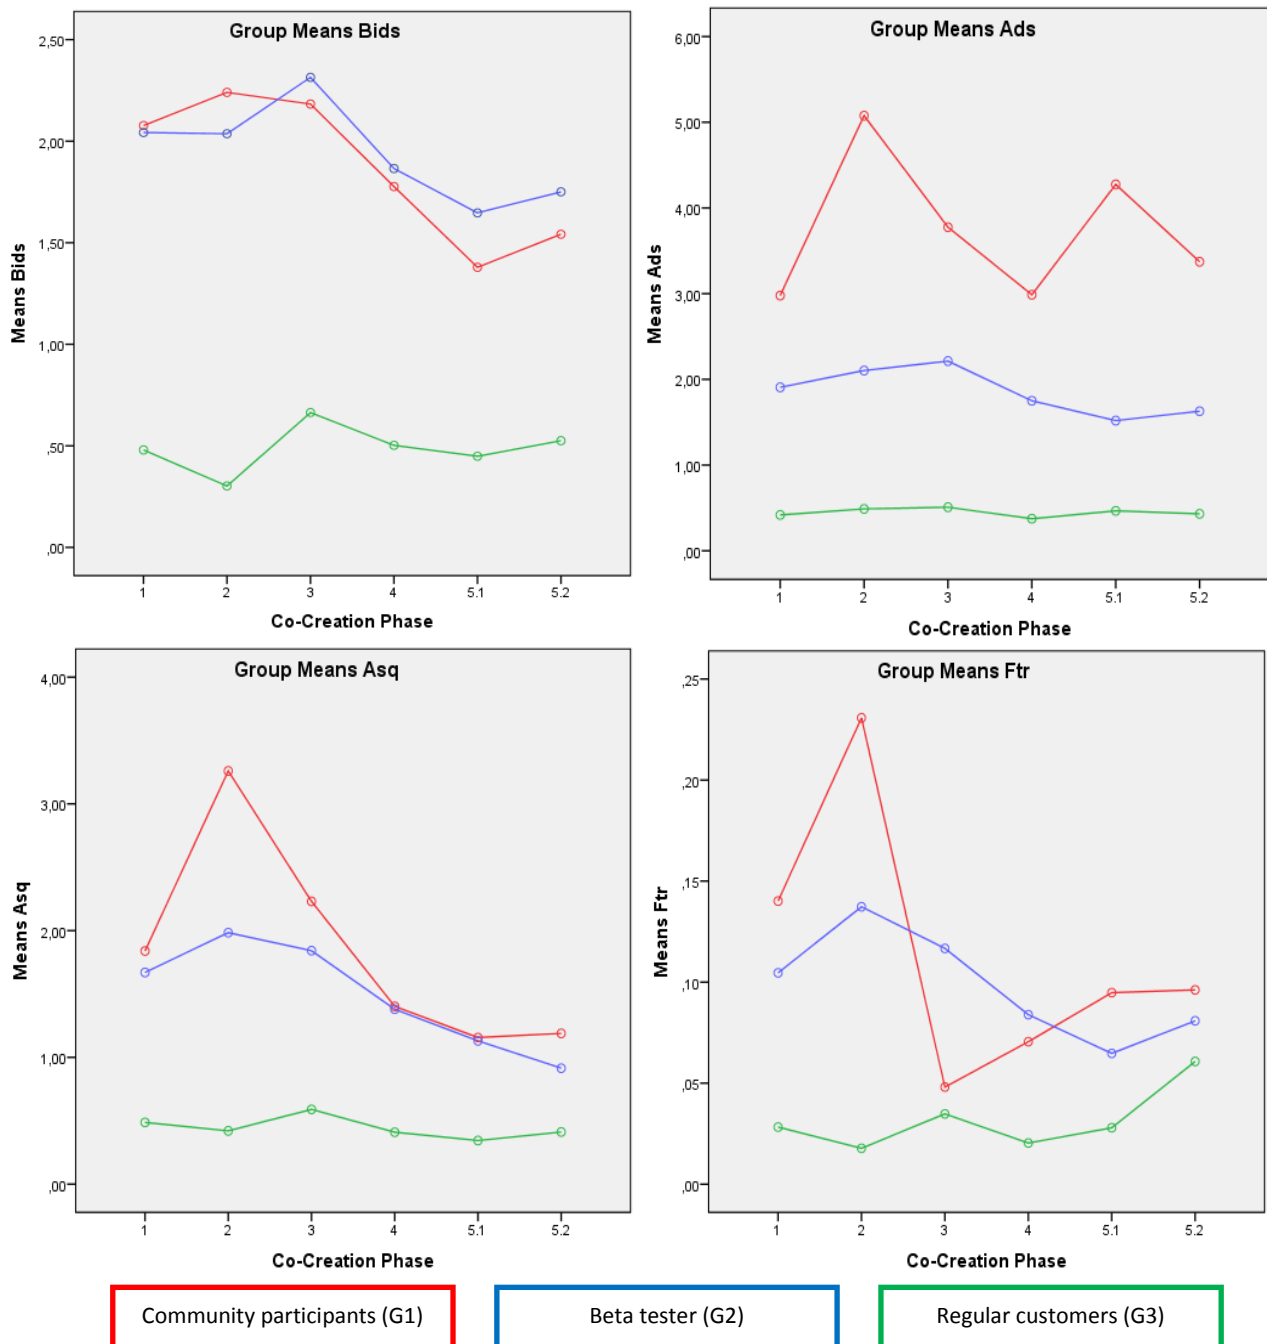 Group Means Bids
2,50
2,00
1,50
1,00
,50
,00
Means Bids
1 2 3 4 5.1 5.2
Co-Creation Phase
Group Means Ads
6,00
5,00
4,00
3,00
2,00
1,00
,00
Means Ads
1 2 3 4 5.1 5.2
Co-Creation Phase
Group Means Asq
4,00
3,00
2,00
1,00
,00
Means Asq
1 2 3 4 5.1 5.2
Co-Creation Phase
Group Means Ftr
,25
,20
,15
,10
,05
,00
Means Ftr
1 2 3 4 5.1 5.2
Co-Creation Phase
Community participants (G1)
Beta tester (G2)
Regular customers (G3)